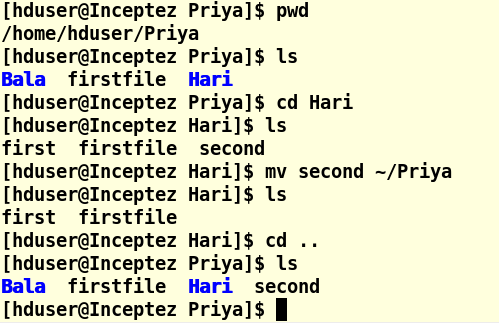 [hduser@Inceptez Priya]$ pwd
/home/hduser/Priya
[hduser@Inceptez Priya]$ ls
Bala  firstfile  Hari
[hduser@Inceptez Priya]$ cd Hari
[hduser@Inceptez Hari]$ ls
first  firstfile  second
[hduser@Inceptez Hari]$ mv second ~/Priya
[hduser@Inceptez Hari]$ ls
first  firstfile
[hduser@Inceptez Hari]$ cd ..
[hduser@Inceptez Priya]$ ls
Bala  firstfile  Hari  second
[hduser@Inceptez Priya]$